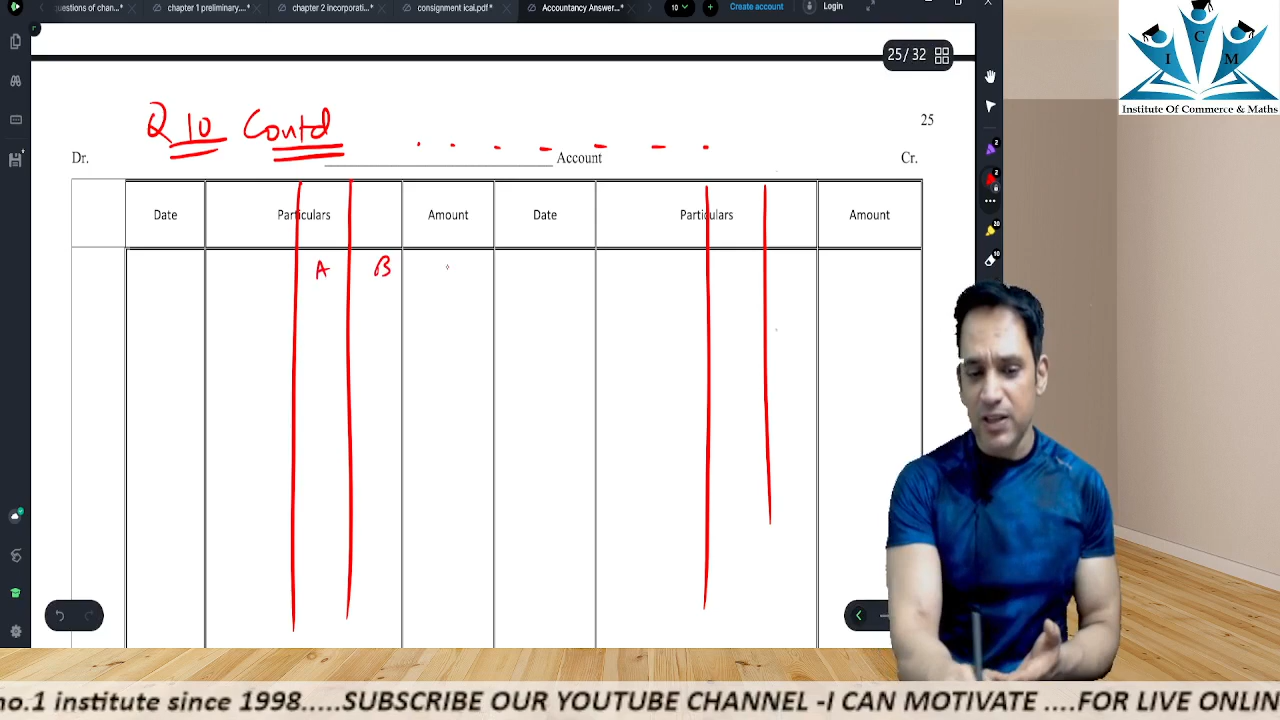 uestions of chan...* chapter 1 preliminary....* chapter 2 incorporati...* consignment icai.pdf* Accountancy Answer...* 10 Create account Login
25/ 32
I C M
Institute Of Commerce & Maths
Q 10 Contd
25
Dr. Account Cr.
Date Particulars Amount Date Particulars Amount
A B
no.1 institute since 1998.....SUBSCRIBE OUR YOUTUBE CHANNEL -I CAN MOTIVATE ....FOR LIVE ONLIN